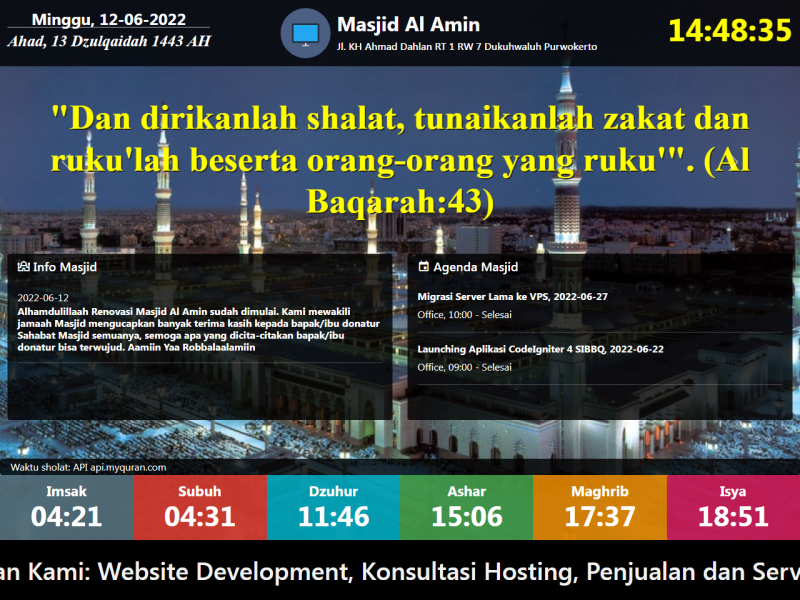 Minggu, 12-06-2022
Ahad, 13 Dzulqaidah 1443 AH
Masjid Al Amin
Jl. KH Ahmad Dahlan RT 1 RW 7 Dukuhwaluh Purwokerto
14:48:35
"Dan dirikanlah shalat, tunaikanlah zakat dan
ruku'lah beserta orang-orang yang ruku'". (Al
Baqarah:43)
Info Masjid
2022-06-12
Alhamdulillaah Renovasi Masjid Al Amin sudah dimulai. Kami mewakili
jamaah Masjid mengucapkan banyak terima kasih kepada bapak/ibu donatur
Sahabat Masjid semuanya, semoga apa yang dicita-citakan bapak/ibu
donatur bisa terwujud. Aamiin Yaa Robbalaalamiin
Agenda Masjid
Migrasi Server Lama ke VPS, 2022-06-27
Office, 10:00 - Selesai
Launching Aplikasi CodeIgniter 4 SIBBQ, 2022-06-22
Office, 09:00 - Selesai
Waktu sholat: API api.myquran.com
Imsak
04:21
Subuh
04:31
Dzuhur
11:46
Ashar
15:06
Maghrib
17:37
Isya
18:51
an Kami: Website Development, Konsultasi Hosting, Penjualan dan Serv